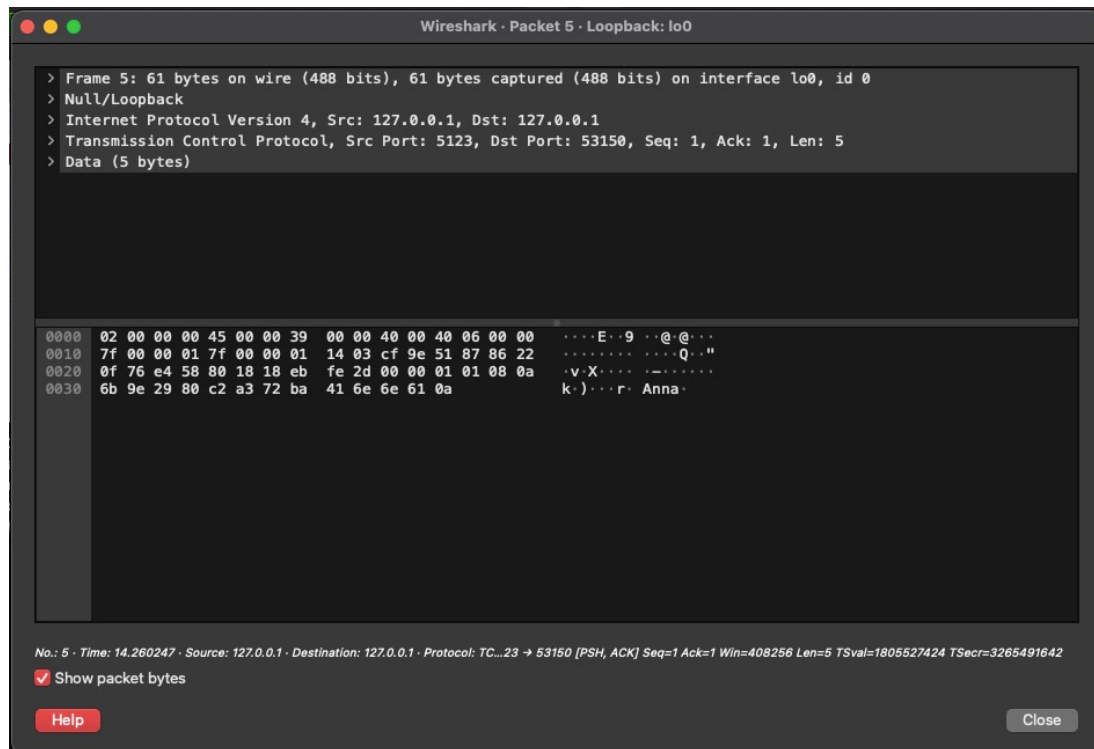 Wireshark · Packet 5 · Loopback: lo0
> Frame 5: 61 bytes on wire (488 bits), 61 bytes captured (488 bits) on interface lo0, id 0
> Null/Loopback
> Internet Protocol Version 4, Src: 127.0.0.1, Dst: 127.0.0.1
> Transmission Control Protocol, Src Port: 5123, Dst Port: 53150, Seq: 1, Ack: 1, Len: 5
> Data (5 bytes)
0000 02 00 00 00 45 00 00 39 00 00 40 00 40 06 00 00 ····E··9 ··@·@···
0010 7f 00 00 01 7f 00 00 01 14 03 cf 9e 51 87 86 22 ········ ····Q··"
0020 0f 76 e4 58 80 18 18 eb fe 2d 00 00 01 01 08 0a ·v·X···· ·-······
0030 6b 9e 29 80 c2 a3 72 ba 41 6e 6e 61 0a k·)···r· Anna·
No.: 5 · Time: 14.260247 · Source: 127.0.0.1 · Destination: 127.0.0.1 · Protocol: TC...23 → 53150 [PSH, ACK] Seq=1 Ack=1 Win=408256 Len=5 TSval=1805527424 TSecr=3265491642
Show packet bytes
Help
Close